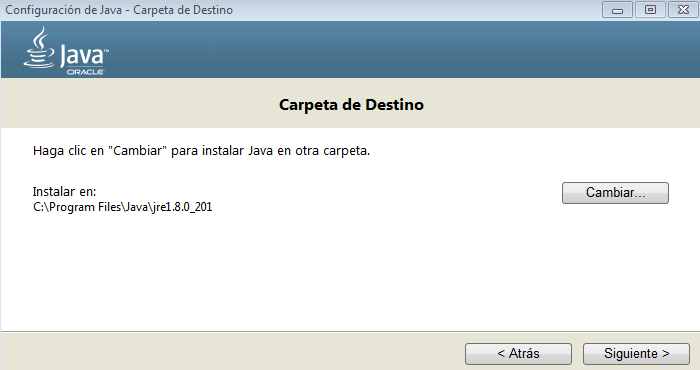 Configuración de Java - Carpeta de Destino
Java™
ORACLE
Carpeta de Destino
Haga clic en "Cambiar" para instalar Java en otra carpeta.
Instalar en:
Cambiar...
C:\Program Files\Java\jre1.8.0_201
< Atrás
Siguiente >